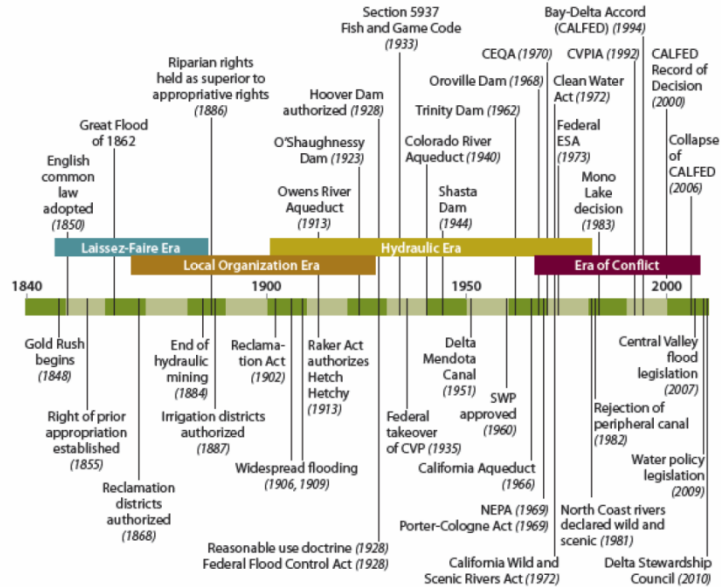 Section 5937
Fish and Game Code
(1933)
Bay-Delta Accord
(CALFED) (1994)
Riparian rights
held as superior to
appropriative rights
(1886)
CEQA (1970)
CVPIA (1992)
CALFED
Record of
Decision
(2000)
Hoover Dam
authorized (1928)
Oroville Dam (1968)
Clean Water
Act (1972)
Great Flood
of 1862
Trinity Dam (1962)
O'Shaughnessy
Dam (1923)
Colorado River
Aqueduct (1940)
Federal
ESA
(1973)
Collapse
of
CALFED
(2006)
English
common
law
adopted
(1850)
Owens River
Aqueduct
(1913)
Shasta
Dam
(1944)
Mono
Lake
decision
(1983)
Laissez-Faire Era
Hydraulic Era
Local Organization Era
Era of Conflict
1840
1900
1950
2000
Gold Rush
begins
(1848)
End of
hydraulic
mining
(1884)
Reclama-
tion Act
(1902)
Raker Act
authorizes
Hetch
Hetchy
(1913)
Delta
Mendota
Canal
(1951)
Central Valley
flood
legislation
(2007)
Right of prior
appropriation
established
(1855)
Irrigation districts
authorized
(1887)
Federal
takeover
of CVP (1935)
SWP
approved
(1960)
Rejection of
peripheral canal
(1982)
Widespread flooding
(1906, 1909)
California Aqueduct
(1966)
Water policy
legislation
(2009)
Reclamation
districts
authorized
(1868)
NEPA (1969)
Porter-Cologne Act (1969)
North Coast rivers
declared wild and
scenic (1981)
Reasonable use doctrine (1928)
Federal Flood Control Act (1928)
California Wild and
Scenic Rivers Act (1972)
Delta Stewardship
Council (2010)